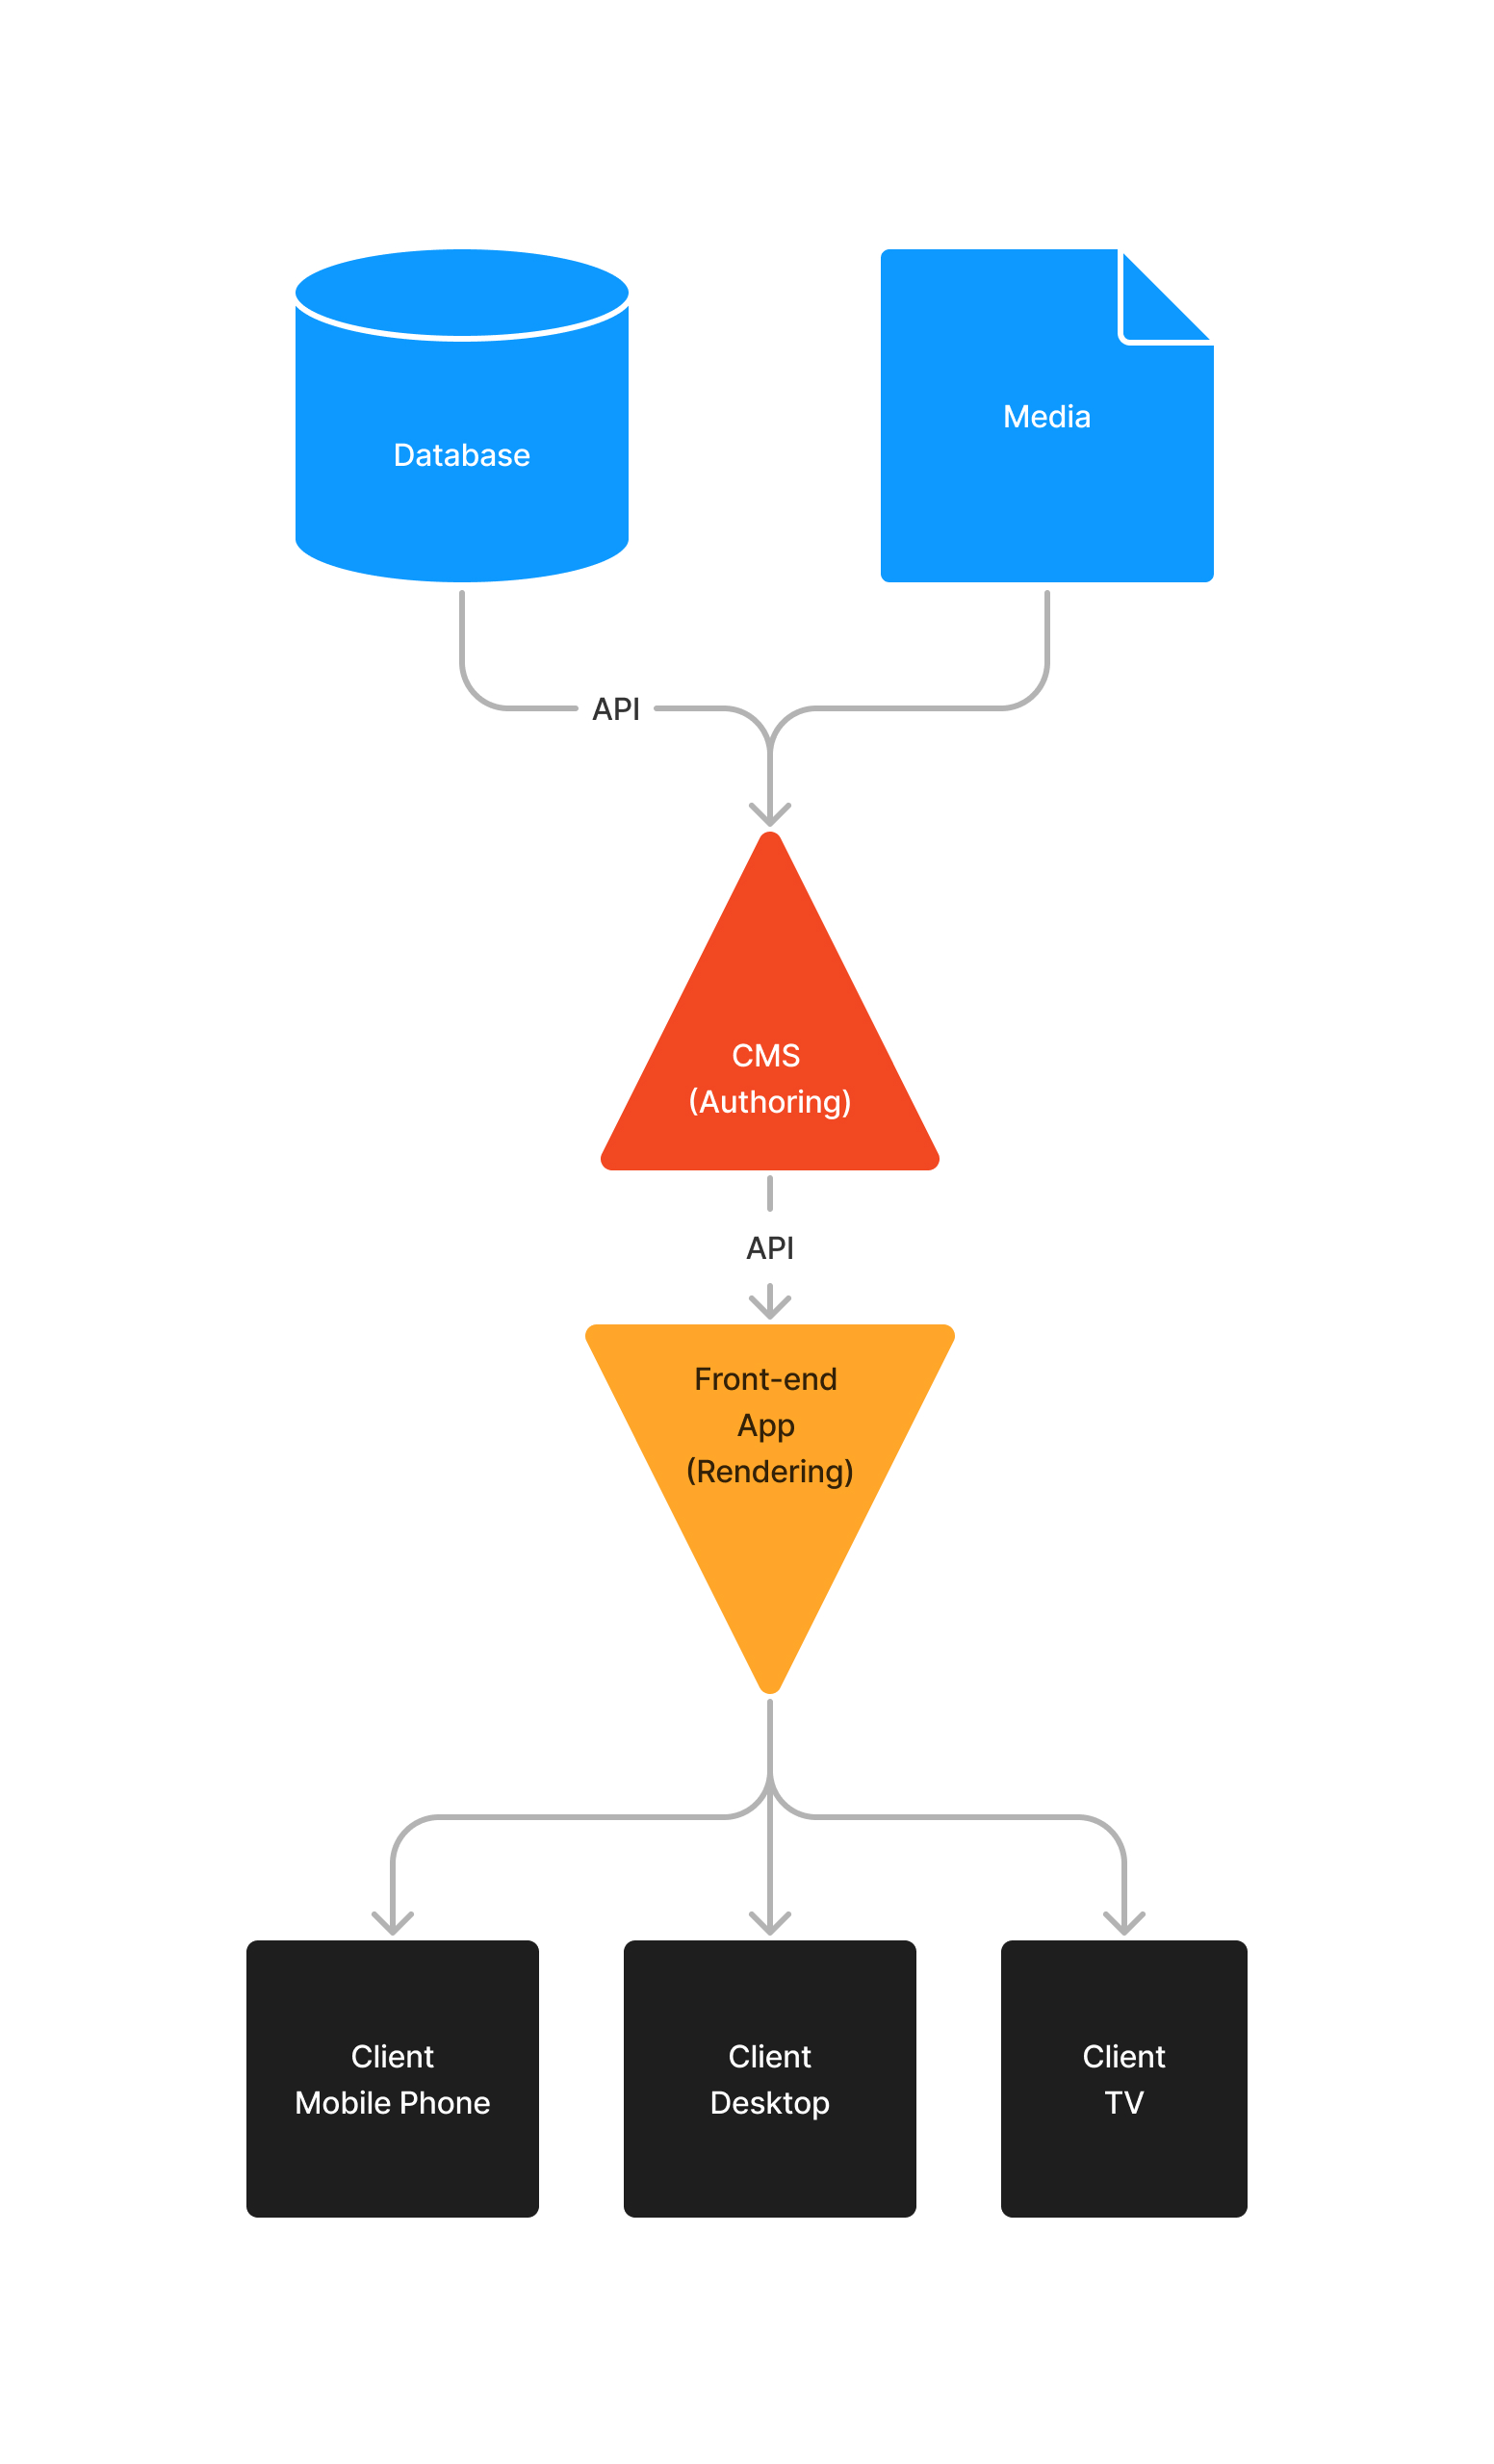 Database
Media
API
CMS
(Authoring)
API
Front-end
App
(Rendering)
Client
Mobile Phone
Client
Desktop
Client
TV